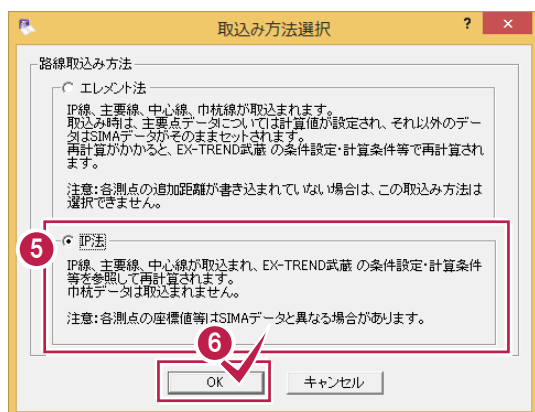 取込み方法選択
? ×
路線取込み方法
エレメント法
IP線、主要線、中心線、巾杭線が取込まれます。
取込み時は、主要点データについては計算値が設定され、それ以外のデー
タはSIMAデータがそのままセットされます。
再計算がかかると、EX-TREND武蔵 の条件設定・計算条件等で再計算され
ます。
注意:各測点の追加距離が書き込まれていない場合は、この取込み方法は
選択できません。
5
IP法
IP線、主要線、中心線が取込まれ、EX-TREND武蔵 の条件設定・計算条件
等を参照して再計算されます。
巾杭データは取込まれません。
注意:各測点の座標値等はSIMAデータと異なる場合があります。
6
OK キャンセル